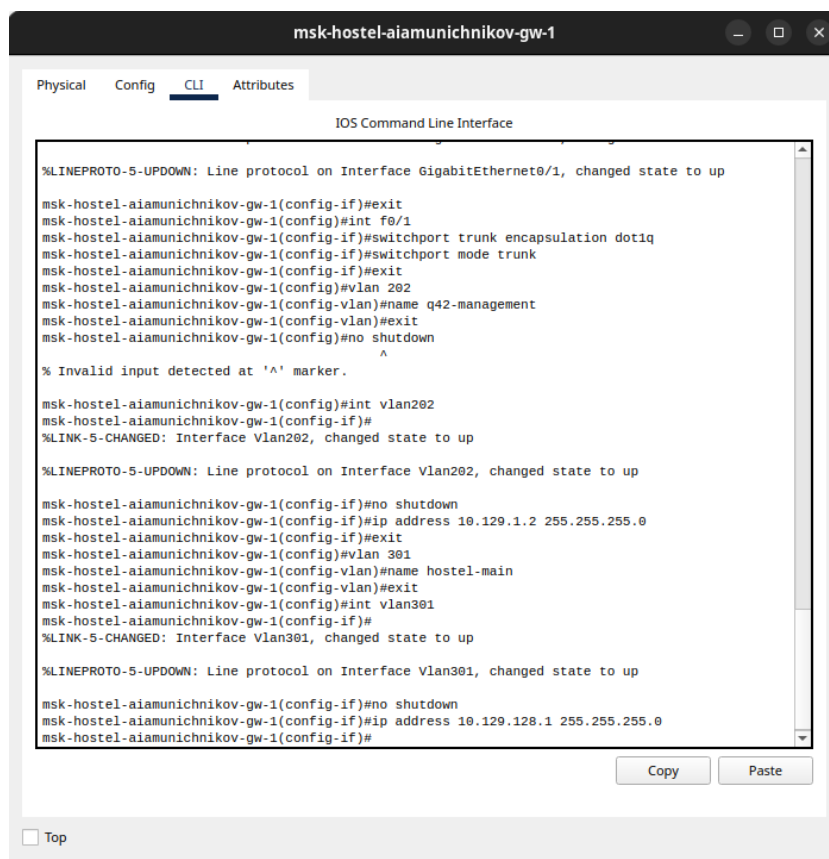 msk-hostel-aiamunichnikov-gw-1
Physical Config CLI Attributes
IOS Command Line Interface
%LINEPROTO-5-UPDOWN: Line protocol on Interface GigabitEthernet0/1, changed state to up
msk-hostel-aiamunichnikov-gw-1(config-if)#exit
msk-hostel-aiamunichnikov-gw-1(config)#int f0/1
msk-hostel-aiamunichnikov-gw-1(config-if)#switchport trunk encapsulation dot1q
msk-hostel-aiamunichnikov-gw-1(config-if)#switchport mode trunk
msk-hostel-aiamunichnikov-gw-1(config-if)#exit
msk-hostel-aiamunichnikov-gw-1(config)#vlan 202
msk-hostel-aiamunichnikov-gw-1(config-vlan)#name q42-management
msk-hostel-aiamunichnikov-gw-1(config-vlan)#exit
msk-hostel-aiamunichnikov-gw-1(config)#no shutdown
^
% Invalid input detected at '^' marker.
msk-hostel-aiamunichnikov-gw-1(config)#int vlan202
msk-hostel-aiamunichnikov-gw-1(config-if)#
%LINK-5-CHANGED: Interface Vlan202, changed state to up
%LINEPROTO-5-UPDOWN: Line protocol on Interface Vlan202, changed state to up
msk-hostel-aiamunichnikov-gw-1(config-if)#no shutdown
msk-hostel-aiamunichnikov-gw-1(config-if)#ip address 10.129.1.2 255.255.255.0
msk-hostel-aiamunichnikov-gw-1(config-if)#exit
msk-hostel-aiamunichnikov-gw-1(config)#vlan 301
msk-hostel-aiamunichnikov-gw-1(config-vlan)#name hostel-main
msk-hostel-aiamunichnikov-gw-1(config-vlan)#exit
msk-hostel-aiamunichnikov-gw-1(config)#int vlan301
msk-hostel-aiamunichnikov-gw-1(config-if)#
%LINK-5-CHANGED: Interface Vlan301, changed state to up
%LINEPROTO-5-UPDOWN: Line protocol on Interface Vlan301, changed state to up
msk-hostel-aiamunichnikov-gw-1(config-if)#no shutdown
msk-hostel-aiamunichnikov-gw-1(config-if)#ip address 10.129.128.1 255.255.255.0
msk-hostel-aiamunichnikov-gw-1(config-if)#
Copy Paste
Top